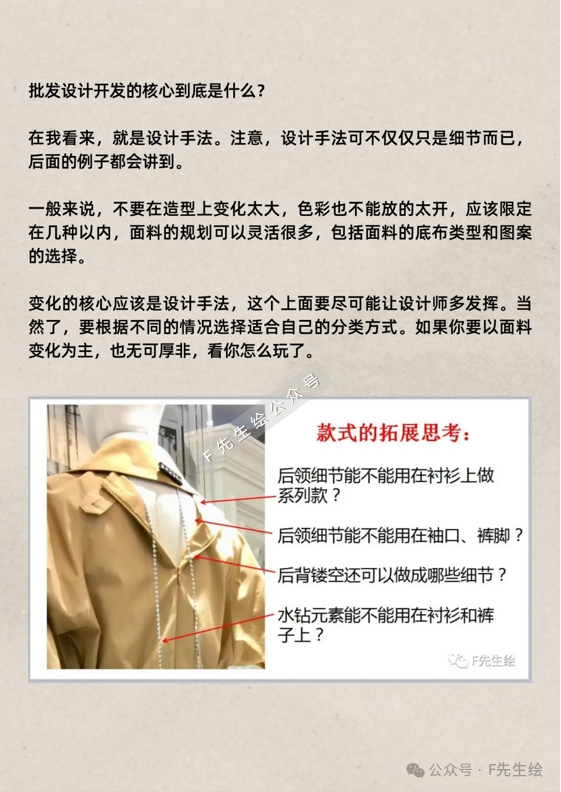 批发设计开发的核心到底是什么？
在我看来，就是设计手法。注意，设计手法可不仅仅只是细节而已，
后面的例子都会讲到。
一般来说，不要在造型上变化太大，色彩也不能放的太开，应该限定
在几种以内，面料的规划可以灵活很多，包括面料的底布类型和图案
的选择。
变化的核心应该是设计手法，这个上面要尽可能让设计师多发挥。当
然了，要根据不同的情况选择适合自己的分类方式。如果你要以面料
变化为主，也无可厚非，看你怎么玩了。
F先生绘公众号
款式的拓展思考：
后领细节能不能用在衬衫上做
系列款？
后领细节能不能用在袖口、裤脚？
后背镂空还可以做成哪些细节？
水钻元素能不能用在衬衫和裤
子上？
F先生绘
公众号 · F先生绘